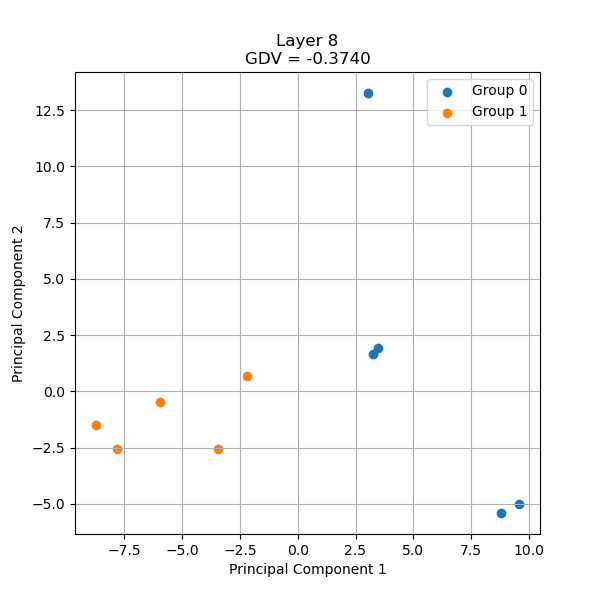 Layer 8
GDV = -0.3740
Group 0
Group 1
12.5
10.0
7.5
5.0
2.5
0.0
−2.5
−5.0
Principal Component 2
−7.5
−5.0
−2.5
0.0
2.5
5.0
7.5
10.0
Principal Component 1